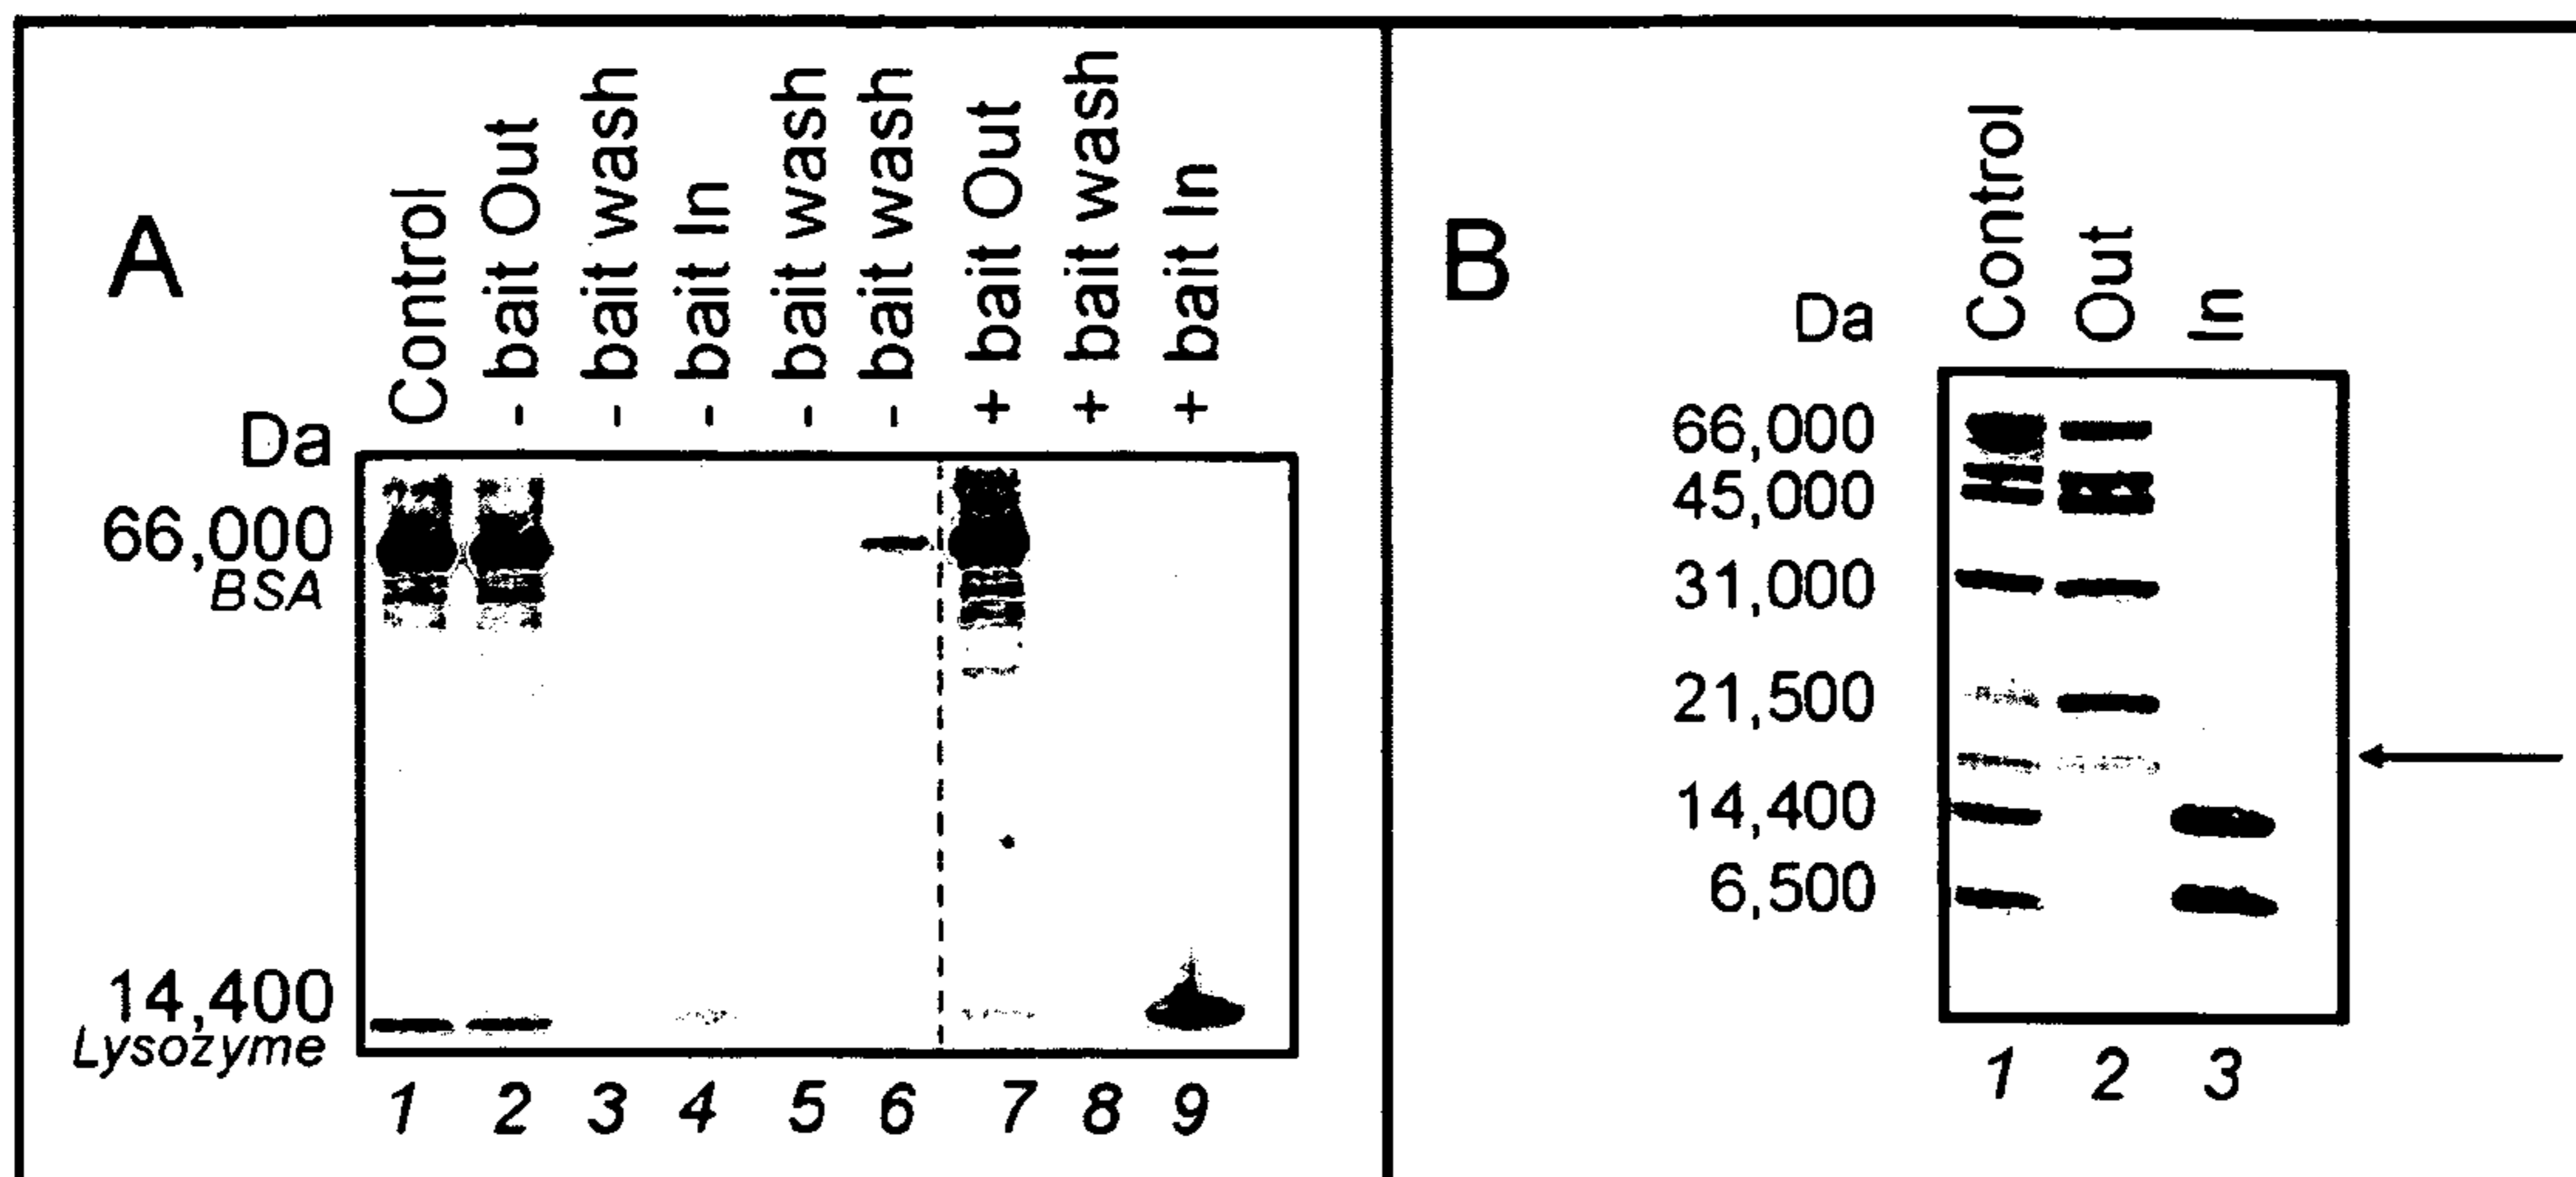 A
Control
- bait Out
- bait wash
- bait In
- bait wash
- bait wash
+ bait Out
+ bait wash
+ bait In
Da
66,000
BSA
14,400
Lysozyme
1 2 3 4 5 6 7 8 9
B
Da
Control
Out
In
66,000
45,000
31,000
21,500
14,400
6,500
1 2 3